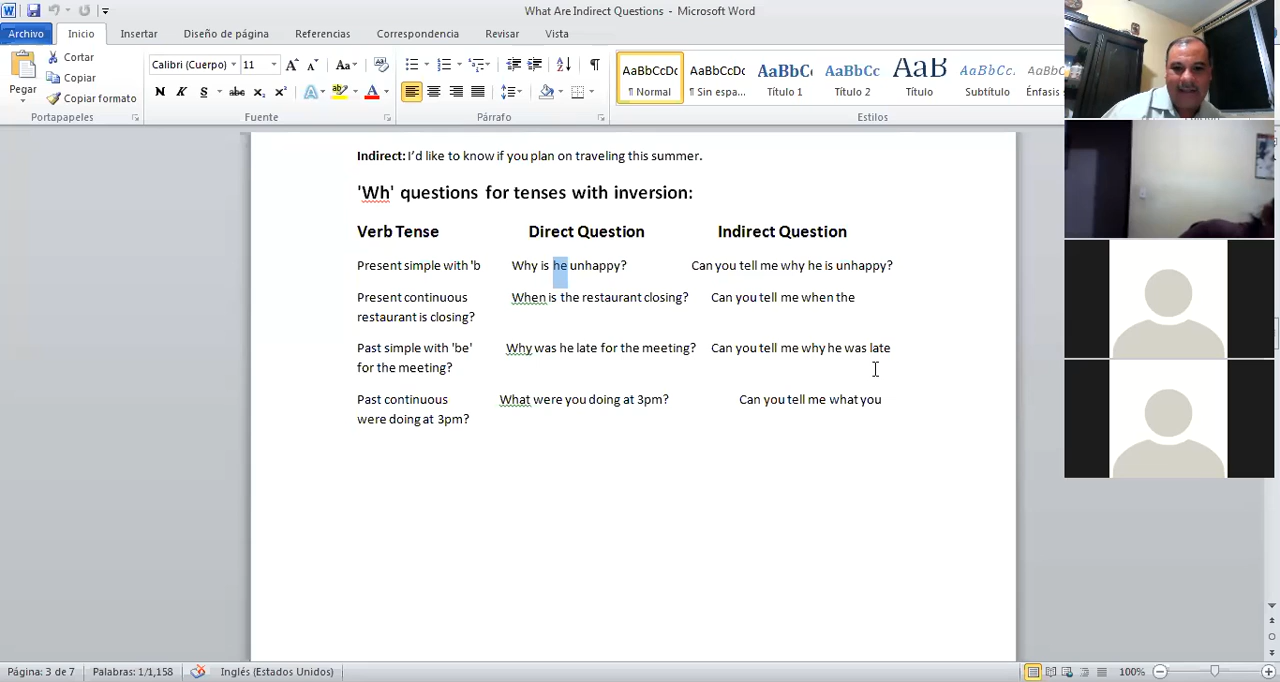 What Are Indirect Questions - Microsoft Word
Archivo Inicio Insertar Diseño de página Referencias Correspondencia Revisar Vista
Cortar
Copiar
Copiar formato
Pegar
Portapapeles
Calibri (Cuerpo) 11
Fuente
Párrafo
AaBbCcDc AaBbCcDc AaBbC AaBbCc AaB AaBbCc. AaBbC
¶ Normal ¶ Sin espa... Título 1 Título 2 Título Subtítulo Énfasis
Estilos
Indirect: I'd like to know if you plan on traveling this summer.
'Wh' questions for tenses with inversion:
Verb Tense Direct Question Indirect Question
Present simple with 'b Why is he unhappy? Can you tell me why he is unhappy?
Present continuous When is the restaurant closing? Can you tell me when the
restaurant is closing?
Past simple with 'be' Why was he late for the meeting? Can you tell me why he was late
for the meeting?
Past continuous What were you doing at 3pm? Can you tell me what you
were doing at 3pm?
Página: 3 de 7 Palabras: 1/1,158 Inglés (Estados Unidos) 100%